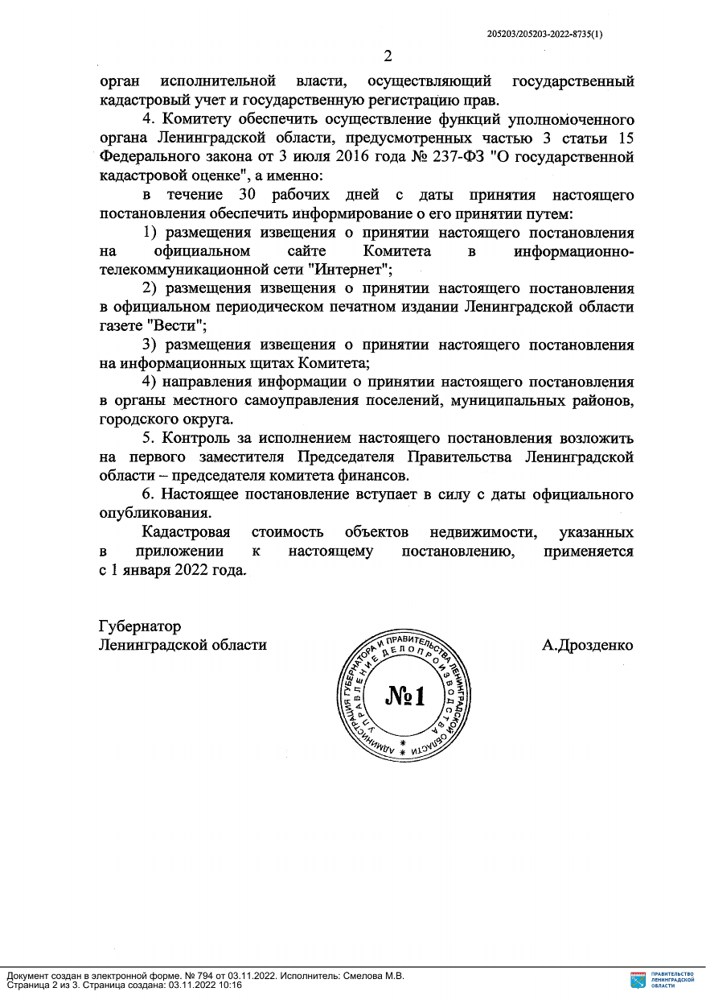 205203/205203-2022-8735(1)
2
орган исполнительной власти, осуществляющий государственный
кадастровый учет и государственную регистрацию прав.
4. Комитету обеспечить осуществление функций уполномоченного
органа Ленинградской области, предусмотренных частью 3 статьи 15
Федерального закона от 3 июля 2016 года № 237-ФЗ "О государственной
кадастровой оценке", а именно:
в течение 30 рабочих дней с даты принятия настоящего
постановления обеспечить информирование о его принятии путем:
1) размещения извещения о принятии настоящего постановления
на официальном сайте Комитета в информационно-
телекоммуникационной сети "Интернет";
2) размещения извещения о принятии настоящего постановления
в официальном периодическом печатном издании Ленинградской области
газете "Вести";
3) размещения извещения о принятии настоящего постановления
на информационных щитах Комитета;
4) направления информации о принятии настоящего постановления
в органы местного самоуправления поселений, муниципальных районов,
городского округа.
5. Контроль за исполнением настоящего постановления возложить
на первого заместителя Председателя Правительства Ленинградской
области – председателя комитета финансов.
6. Настоящее постановление вступает в силу с даты официального
опубликования.
Кадастровая стоимость объектов недвижимости, указанных
в приложении к настоящему постановлению, применяется
с 1 января 2022 года.
Губернатор
Ленинградской области А.Дрозденко
АДМИНИСТРАЦИЯ ГУБЕРНАТОРА И ПРАВИТЕЛЬСТВА ЛЕНИНГРАДСКОЙ ОБЛАСТИ
УПРАВЛЕНИЕ ДЕЛОПРОИЗВОДСТВА
№1
Документ создан в электронной форме. № 794 от 03.11.2022. Исполнитель: Смелова М.В.
Страница 2 из 3. Страница создана: 03.11.2022 10:16
ПРАВИТЕЛЬСТВО
ЛЕНИНГРАДСКОЙ
ОБЛАСТИ